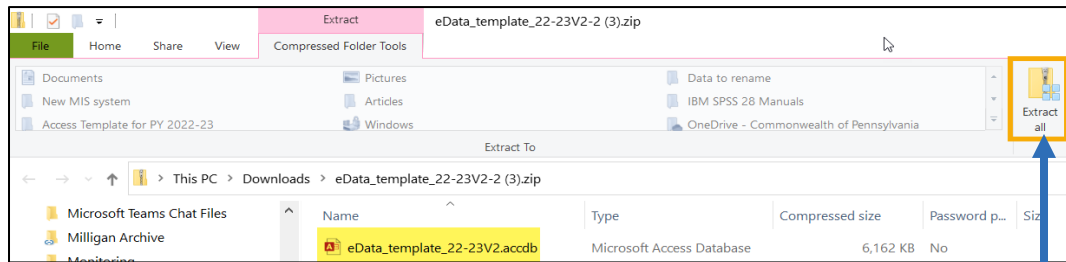 Extract
eData_template_22-23V2-2 (3).zip
File Home Share View Compressed Folder Tools
Documents Pictures Data to rename
New MIS system Articles IBM SPSS 28 Manuals
Access Template for PY 2022-23 Windows OneDrive - Commonwealth of Pennsylvania
Extract
all
Extract To
This PC > Downloads > eData_template_22-23V2-2 (3).zip
Microsoft Teams Chat Files Name Type Compressed size Password p... Siz
Milligan Archive
eData_template_22-23V2.accdb Microsoft Access Database 6,162 KB No
Monitoring